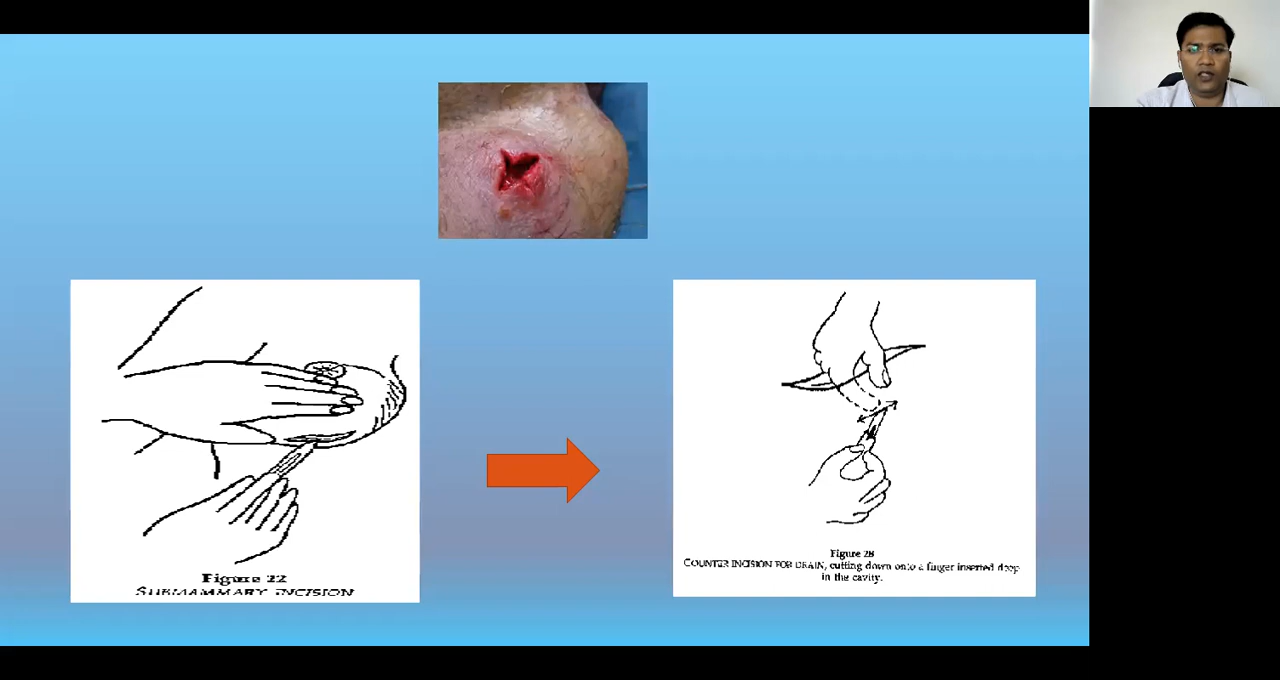 Figure 22
SUBMAMMARY INCISION
Figure 28
COUNTER INCISION FOR DRAIN, cutting down onto a finger inserted deep
in the cavity.